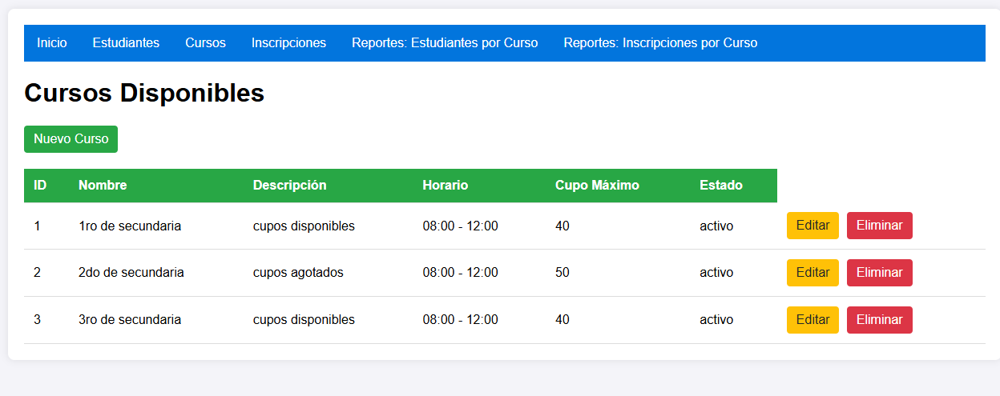 Inicio Estudiantes Cursos Inscripciones Reportes: Estudiantes por Curso Reportes: Inscripciones por Curso
Cursos Disponibles
Nuevo Curso
ID Nombre Descripción Horario Cupo Máximo Estado
1 1ro de secundaria cupos disponibles 08:00 - 12:00 40 activo Editar Eliminar
2 2do de secundaria cupos agotados 08:00 - 12:00 50 activo Editar Eliminar
3 3ro de secundaria cupos disponibles 08:00 - 12:00 40 activo Editar Eliminar